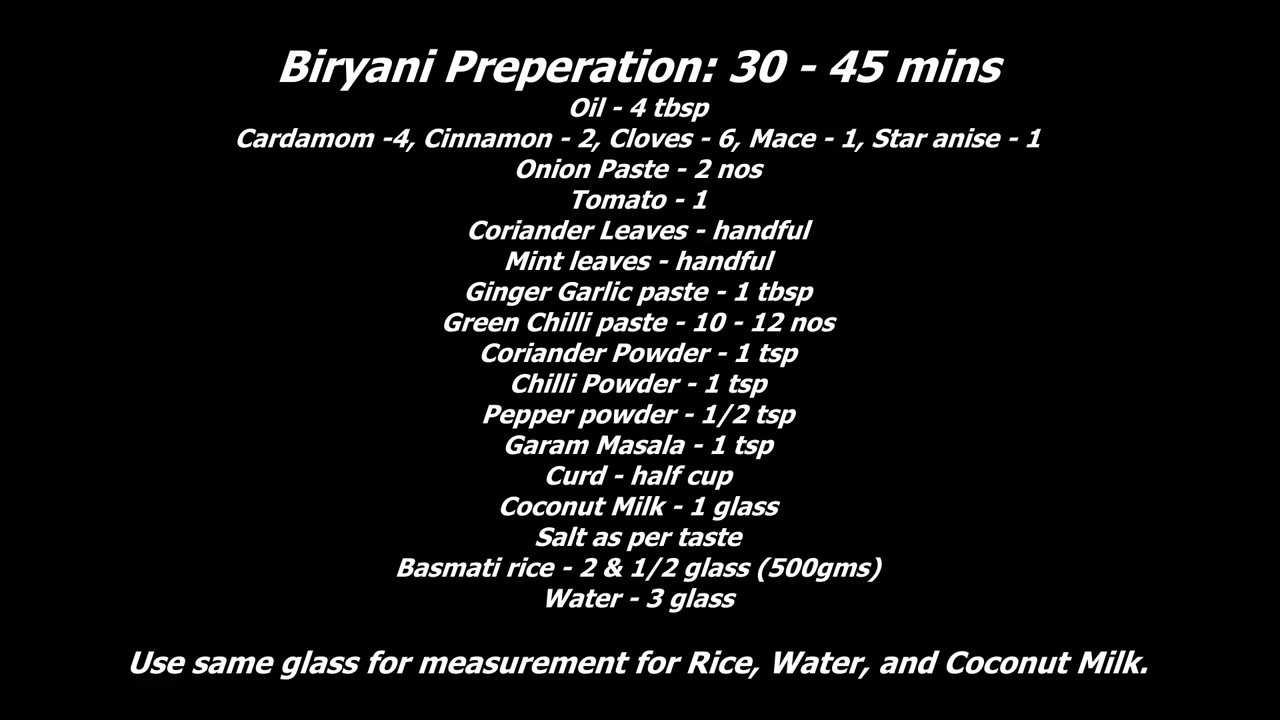 Biryani Preperation: 30 - 45 mins
Oil - 4 tbsp
Cardamom -4, Cinnamon - 2, Cloves - 6, Mace - 1, Star anise - 1
Onion Paste - 2 nos
Tomato - 1
Coriander Leaves - handful
Mint leaves - handful
Ginger Garlic paste - 1 tbsp
Green Chilli paste - 10 - 12 nos
Coriander Powder - 1 tsp
Chilli Powder - 1 tsp
Pepper powder - 1/2 tsp
Garam Masala - 1 tsp
Curd - half cup
Coconut Milk - 1 glass
Salt as per taste
Basmati rice - 2 & 1/2 glass (500gms)
Water - 3 glass
Use same glass for measurement for Rice, Water, and Coconut Milk.